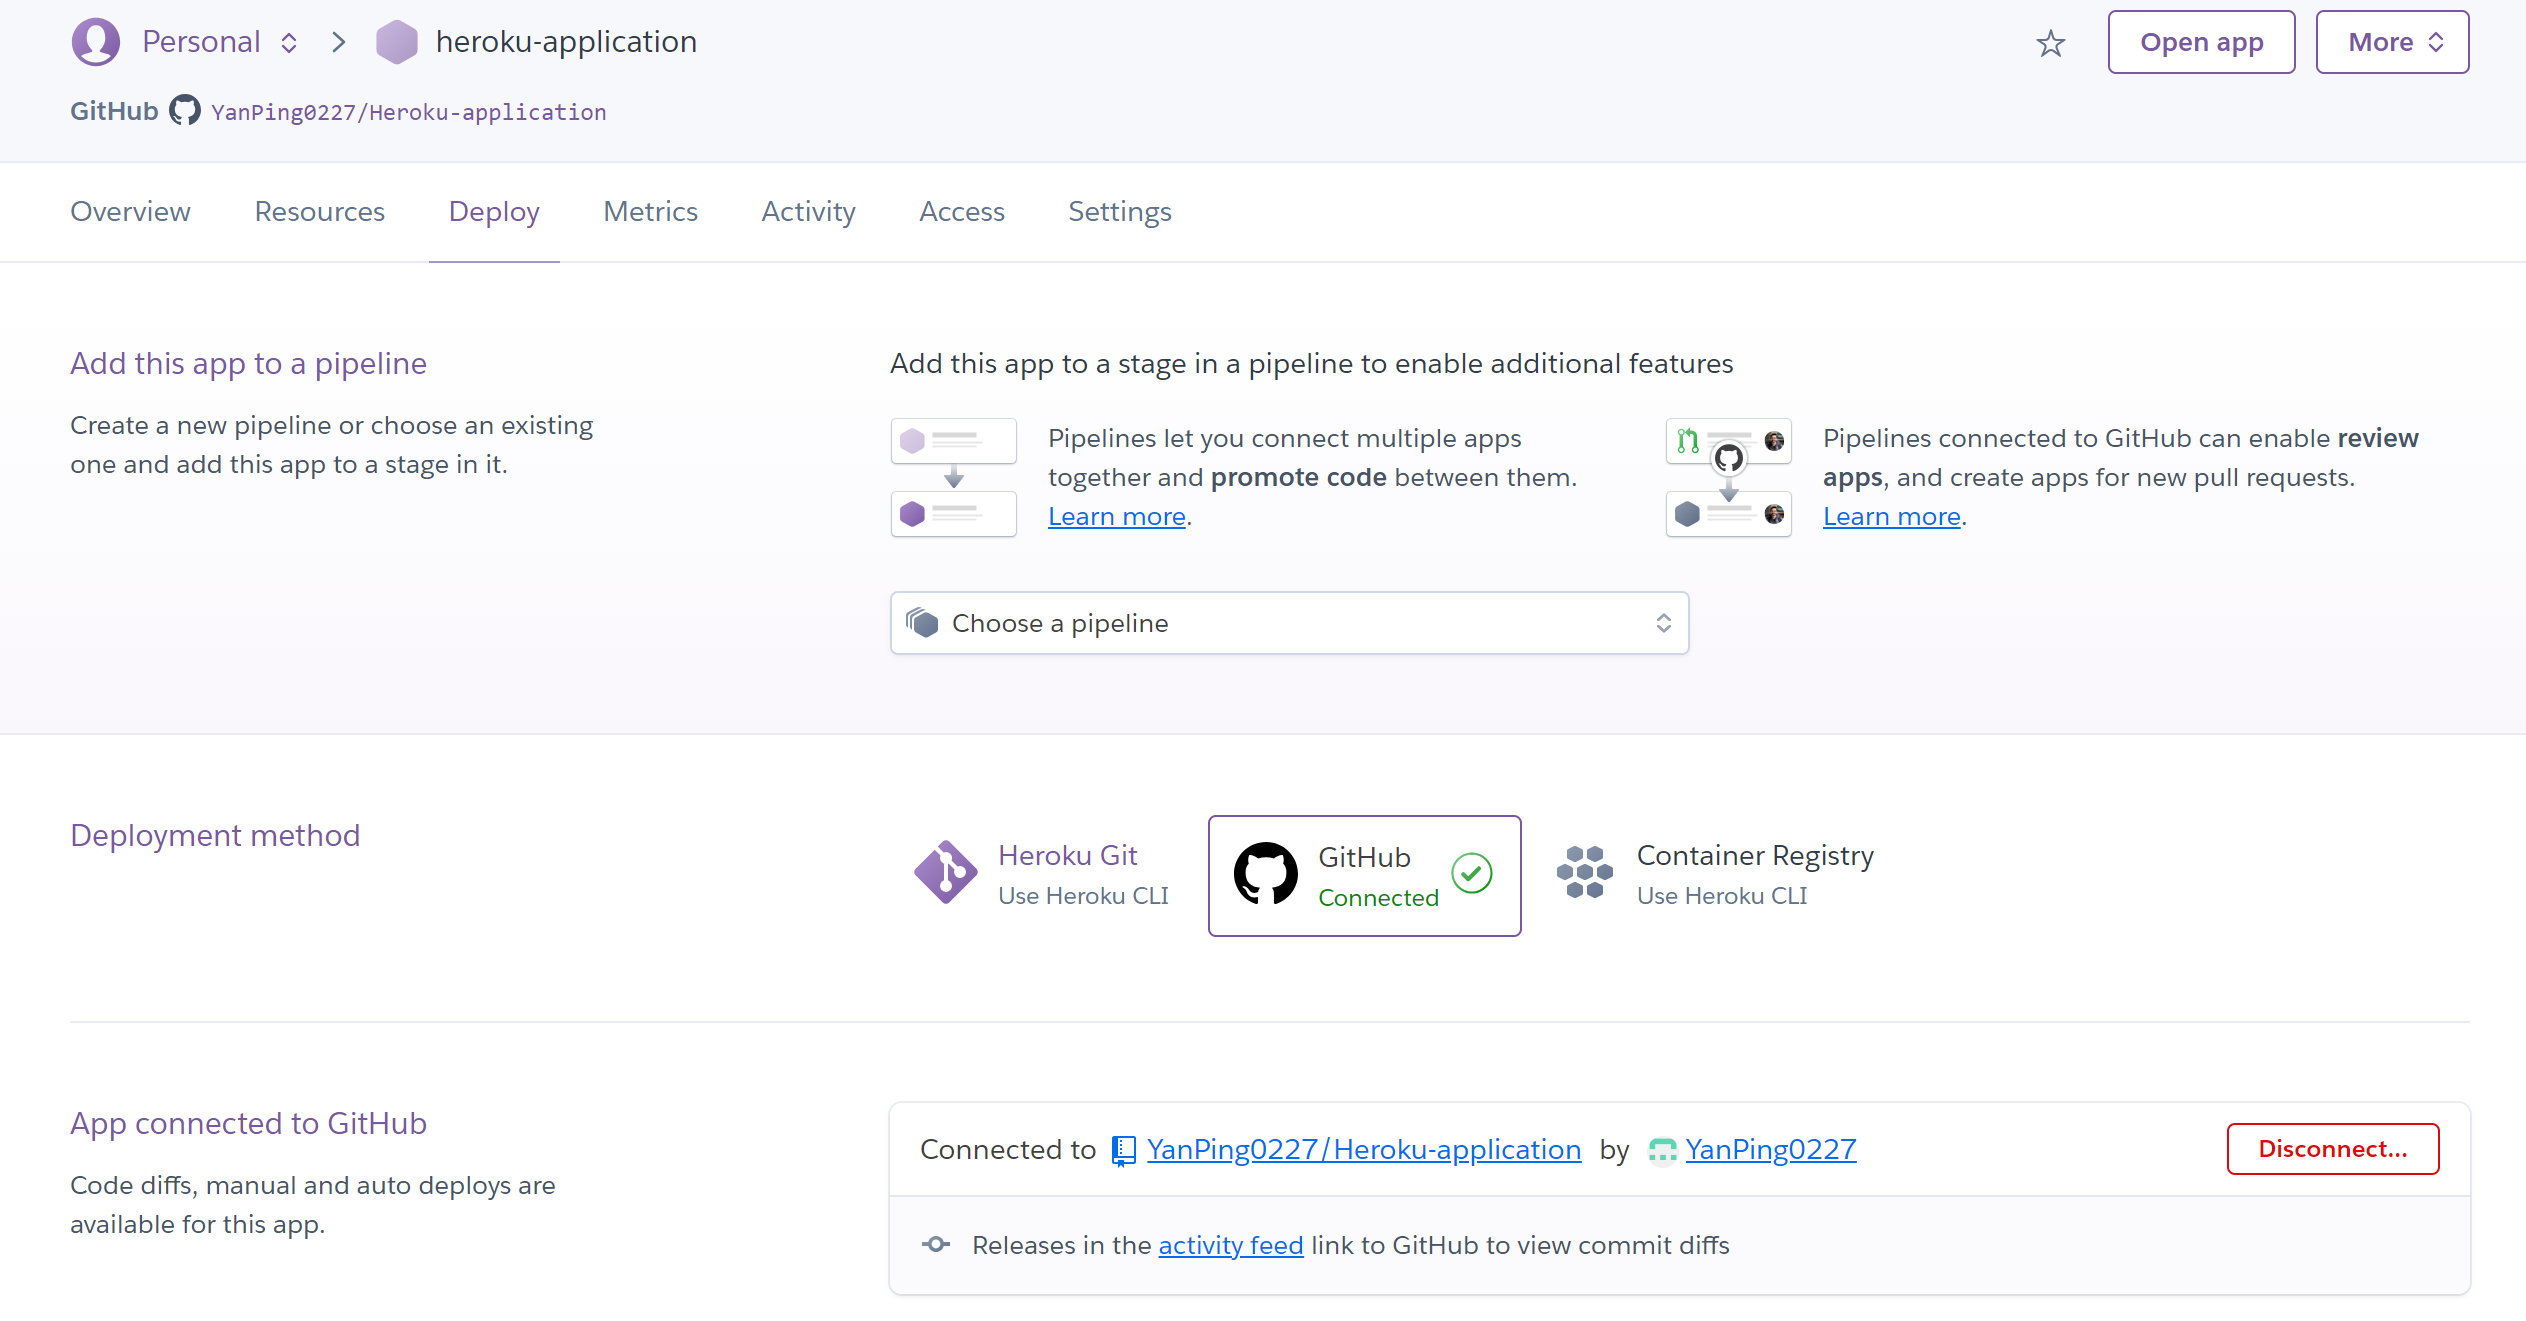 Personal heroku-application Open app More
GitHub YanPing0227/Heroku-application
Overview Resources Deploy Metrics Activity Access Settings
Add this app to a pipeline
Create a new pipeline or choose an existing
one and add this app to a stage in it.
Add this app to a stage in a pipeline to enable additional features
Pipelines let you connect multiple apps
together and promote code between them.
Learn more.
Pipelines connected to GitHub can enable review
apps, and create apps for new pull requests.
Learn more.
Choose a pipeline
Deployment method
Heroku Git
Use Heroku CLI
GitHub
Connected
Container Registry
Use Heroku CLI
App connected to GitHub
Code diffs, manual and auto deploys are
available for this app.
Connected to YanPing0227/Heroku-application by YanPing0227 Disconnect...
Releases in the activity feed link to GitHub to view commit diffs